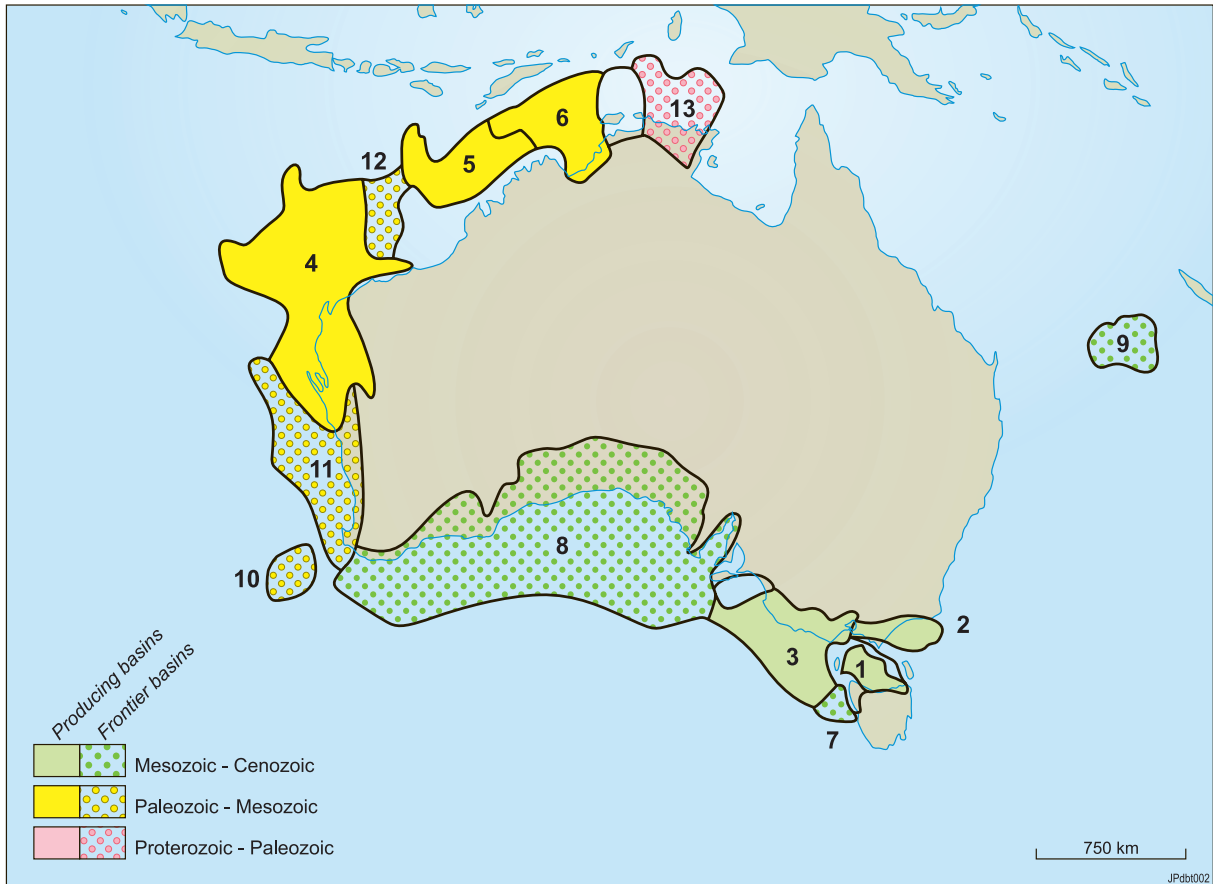 13
6
12
5
4
9
11
8
10
2
3
1
7
Producing basins
Frontier basins
Mesozoic - Cenozoic
Paleozoic - Mesozoic
Proterozoic - Paleozoic
750 km
JPdbt002